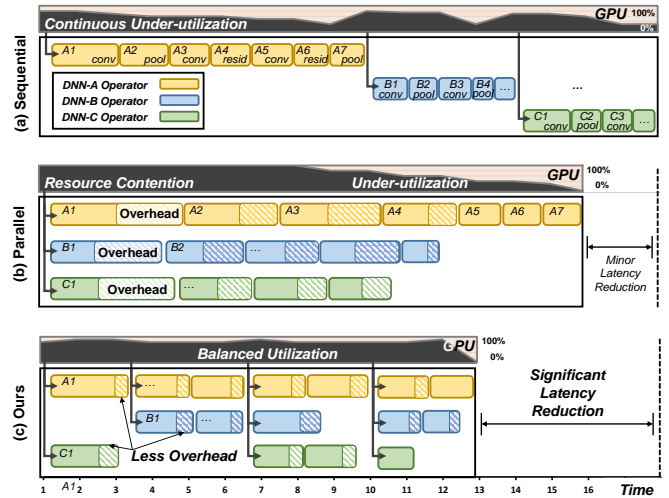 Continuous Under-utilization
GPU
100%
0%
(a) Sequential
A1 conv
A2 pool
A3 conv
A4 resid
A5 conv
A6 resid
A7 pool
DNN-A Operator
DNN-B Operator
DNN-C Operator
B1 conv
B2 pool
B3 conv
B4 pool
...
...
C1 conv
C2 pool
C3 conv
...
Resource Contention
Under-utilization
GPU
100%
0%
(b) Parallel
A1
Overhead
A2
A3
A4
A5
A6
A7
B1
Overhead
B2
...
C1
Overhead
...
Minor
Latency
Reduction
Balanced Utilization
GPU
100%
0%
(c) Ours
A1
...
B1
...
C1
Less Overhead
Significant
Latency
Reduction
1 2 3 4 5 6 7 8 9 10 11 12 13 14 15 16 Time
A1